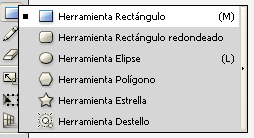 Herramienta Rectángulo (M)
Herramienta Rectángulo redondeado
Herramienta Elipse (L)
Herramienta Polígono
Herramienta Estrella
Herramienta Destello